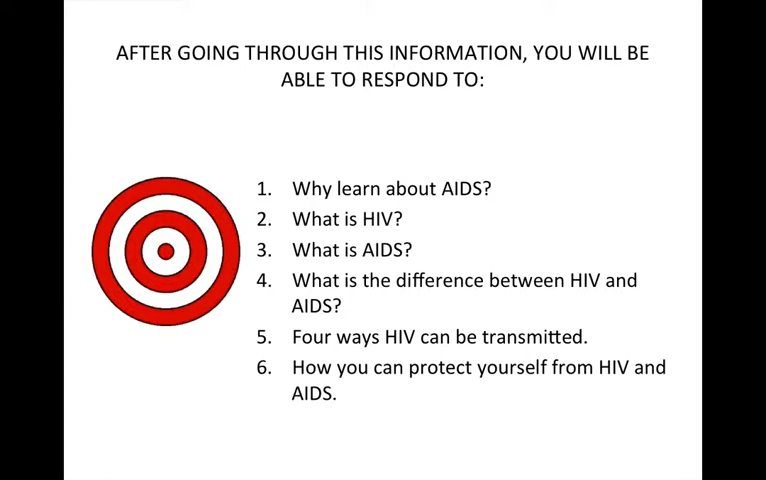 AFTER GOING THROUGH THIS INFORMATION, YOU WILL BE
ABLE TO RESPOND TO:
1. Why learn about AIDS?
2. What is HIV?
3. What is AIDS?
4. What is the difference between HIV and
AIDS?
5. Four ways HIV can be transmitted.
6. How you can protect yourself from HIV and
AIDS.